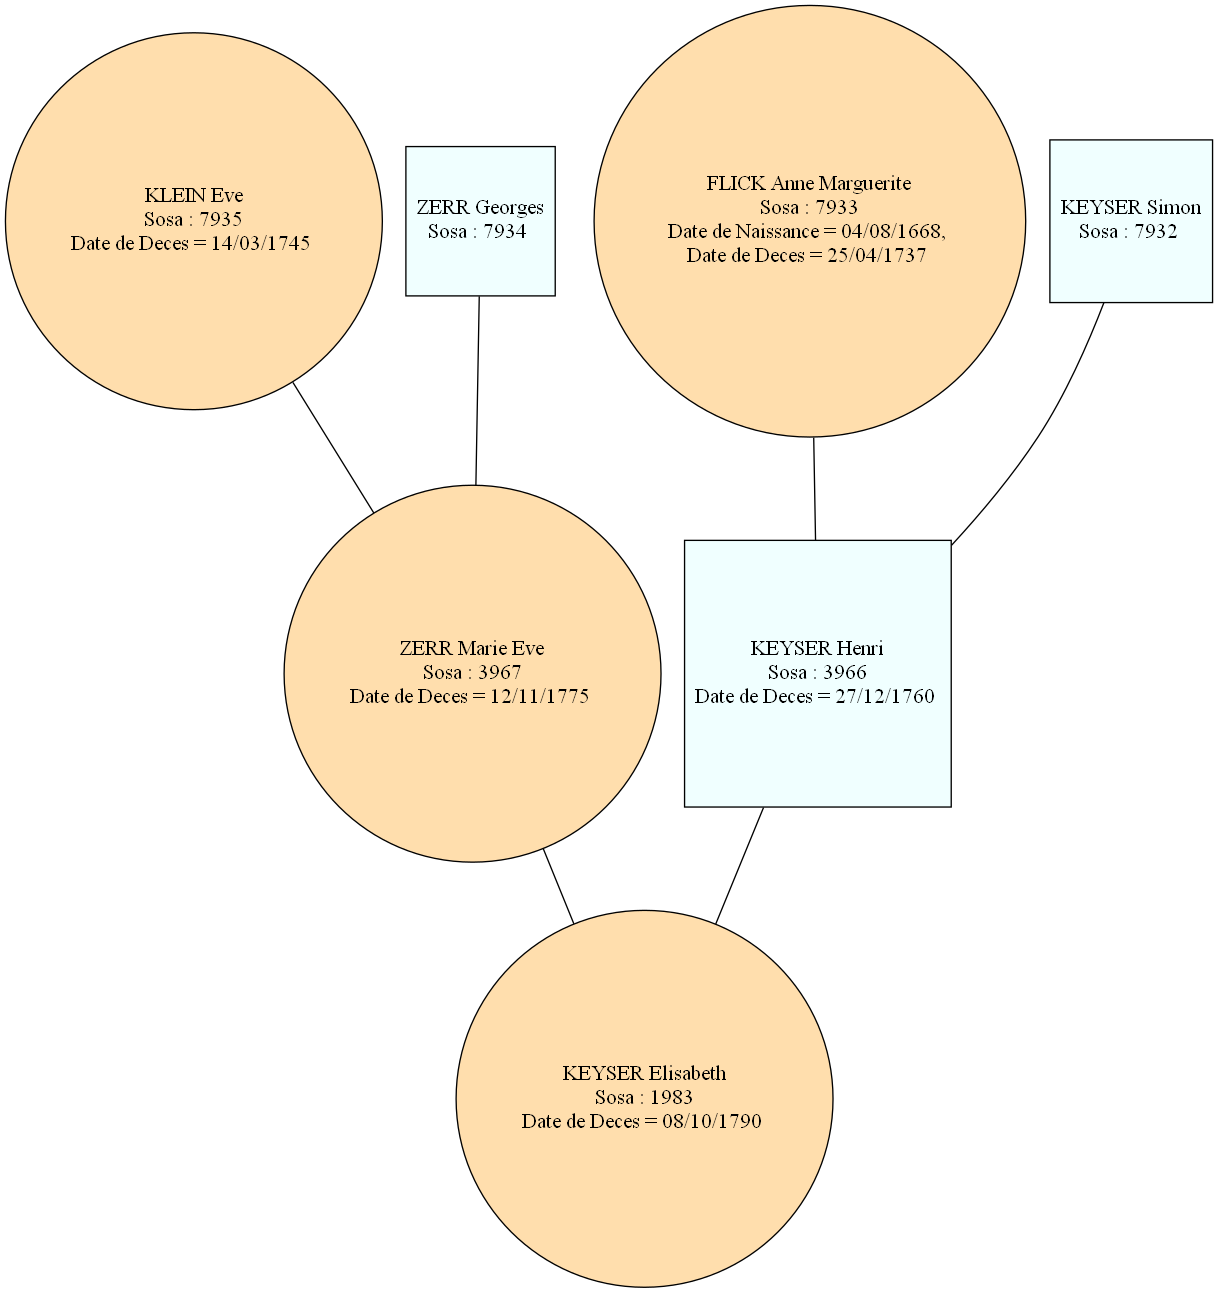 KLEIN Eve
Sosa : 7935
Date de Deces = 14/03/1745
ZERR Georges
Sosa : 7934
FLICK Anne Marguerite
Sosa : 7933
Date de Naissance = 04/08/1668,
Date de Deces = 25/04/1737
KEYSER Simon
Sosa : 7932
ZERR Marie Eve
Sosa : 3967
Date de Deces = 12/11/1775
KEYSER Henri
Sosa : 3966
Date de Deces = 27/12/1760
KEYSER Elisabeth
Sosa : 1983
Date de Deces = 08/10/1790